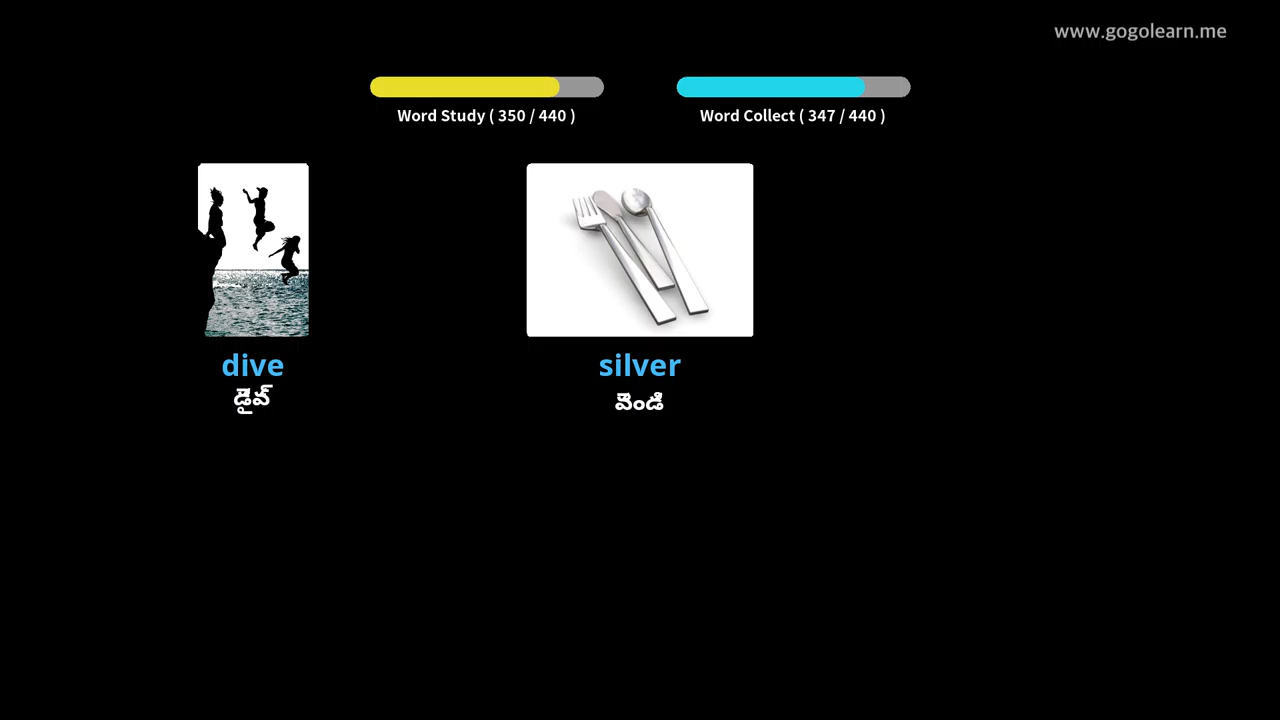 www.gogolearn.me
Word Study ( 350 / 440 )
Word Collect ( 347 / 440 )
dive
డైవ్
silver
వెండి